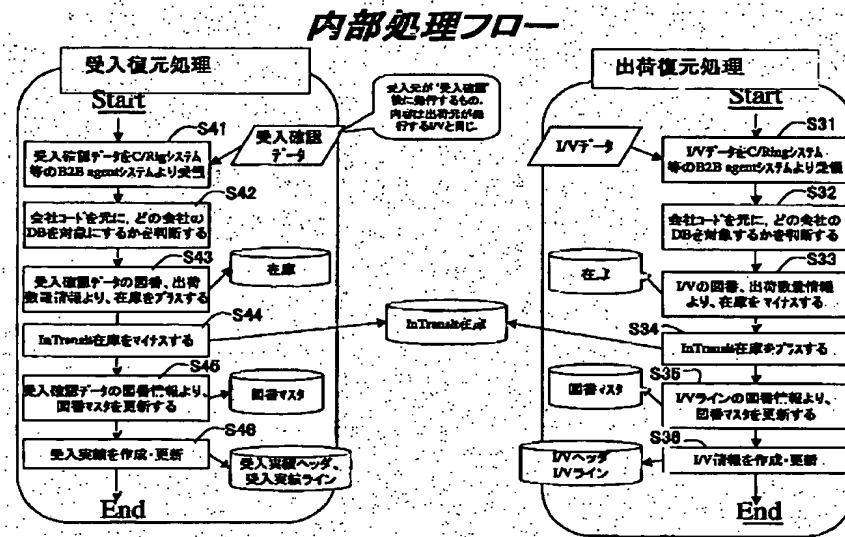 内部処理フロー
受入復元処理
Start
S41
受入確認データをC/Ringシステム
等のB2B agentシステムより受信
受入確認
データ
受入元が"受入確認"
後に発行するもの。
内容は出荷元が発
行するI/Vと同じ
S42
会社コードを元に、どの会社の
DBを対象にするかを判断する
S43
受入確認データの図番、出荷
数量情報より、在庫をプラスする
在庫
S44
InTransit在庫をマイナスする
InTransit在庫
S45
受入確認データの図番情報より、
図番マスタを更新する
図番マスタ
S46
受入実績を作成・更新
受入実績ヘッダ、
受入実績ライン
End
出荷復元処理
Start
S31
I/Vデータ
I/VデータをC/Ringシステム
等のB2B agentシステムより受信
S32
会社コードを元に、どの会社の
DBを対象するかを判断する
S33
在庫
I/Vの図番、出荷数量情報
より、在庫をマイナスする
S34
InTransit在庫をプラスする
S35
図番マスタ
I/Vラインの図番情報より、
図番マスタを更新する
S36
I/Vヘッダ
I/Vライン
I/V情報を作成・更新
End